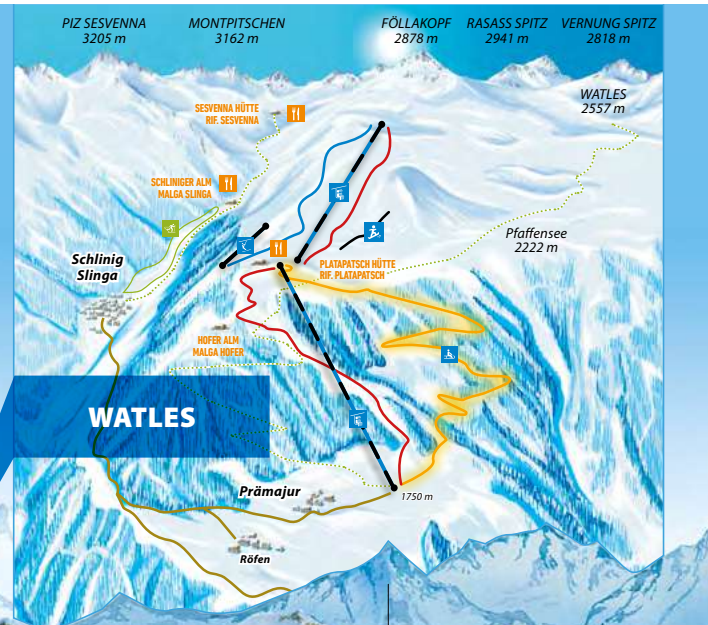 PIZ SESVENNA
3205 m
MONTPITSCHEN
3162 m
FÖLLAKOPF
2878 m
RASASS SPITZ
2941 m
VERNUNG SPITZ
2818 m
WATLES
2557 m
SESVENNA HÜTTE
RIF. SESVENNA
SCHLINIGER ALM
MALGA SLINGA
Schlinig
Slinga
Pfaffensee
2222 m
PLATAPATSCH HÜTTE
RIF. PLATAPATSCH
HOFER ALM
MALGA HOFER
WATLES
Prämajur
1750 m
Röfen